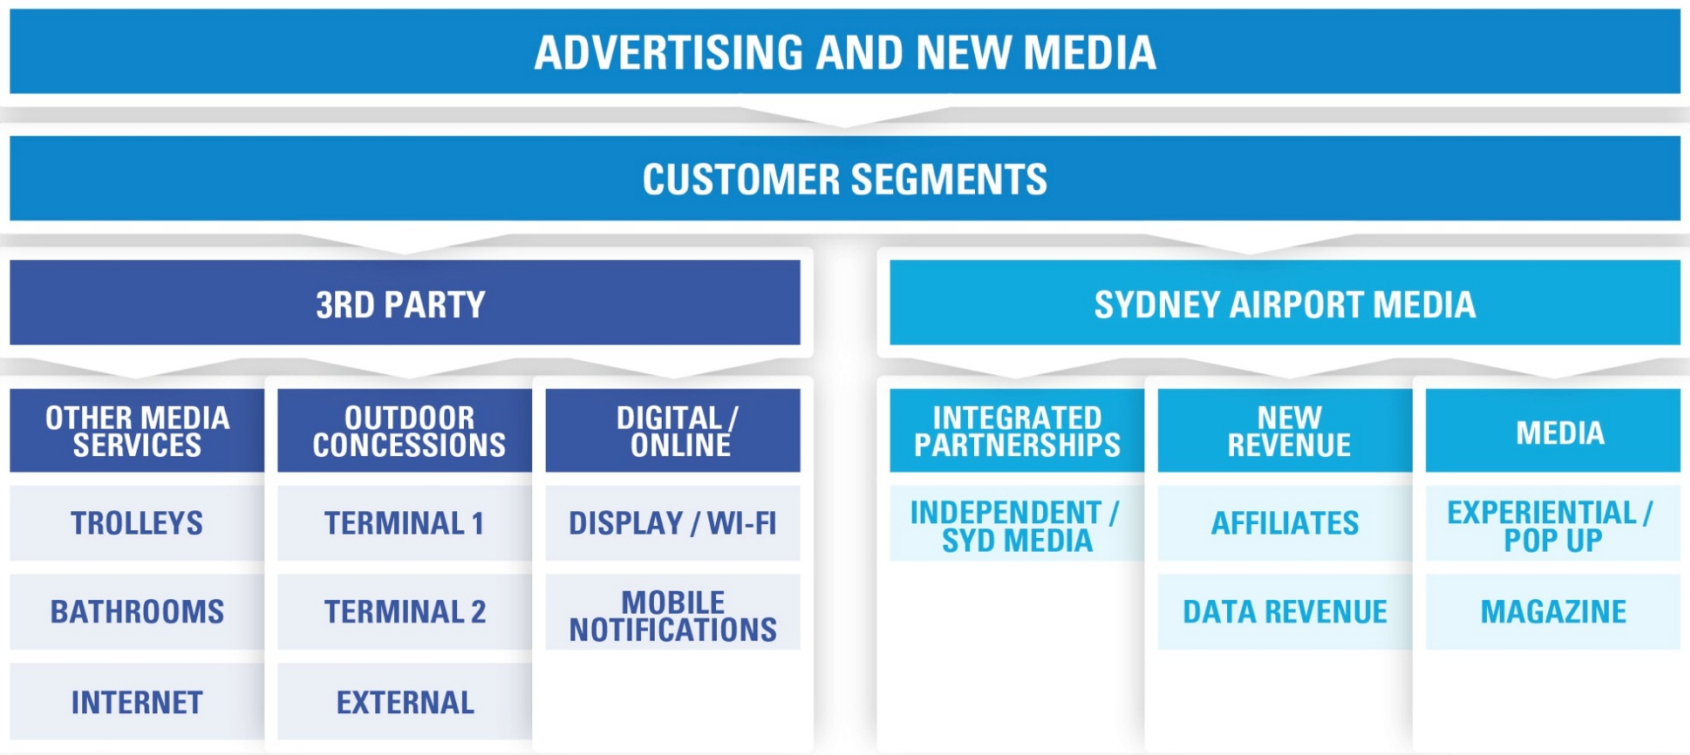 ADVERTISING AND NEW MEDIA
CUSTOMER SEGMENTS
3RD PARTY
OTHER MEDIA
SERVICES
TROLLEYS
BATHROOMS
INTERNET
OUTDOOR
CONCESSIONS
TERMINAL 1
TERMINAL 2
EXTERNAL
DIGITAL /
ONLINE
DISPLAY / WI-FI
MOBILE
NOTIFICATIONS
SYDNEY AIRPORT MEDIA
INTEGRATED
PARTNERSHIPS
INDEPENDENT /
SYD MEDIA
NEW
REVENUE
AFFILIATES
DATA REVENUE
MEDIA
EXPERIENTIAL /
POP UP
MAGAZINE